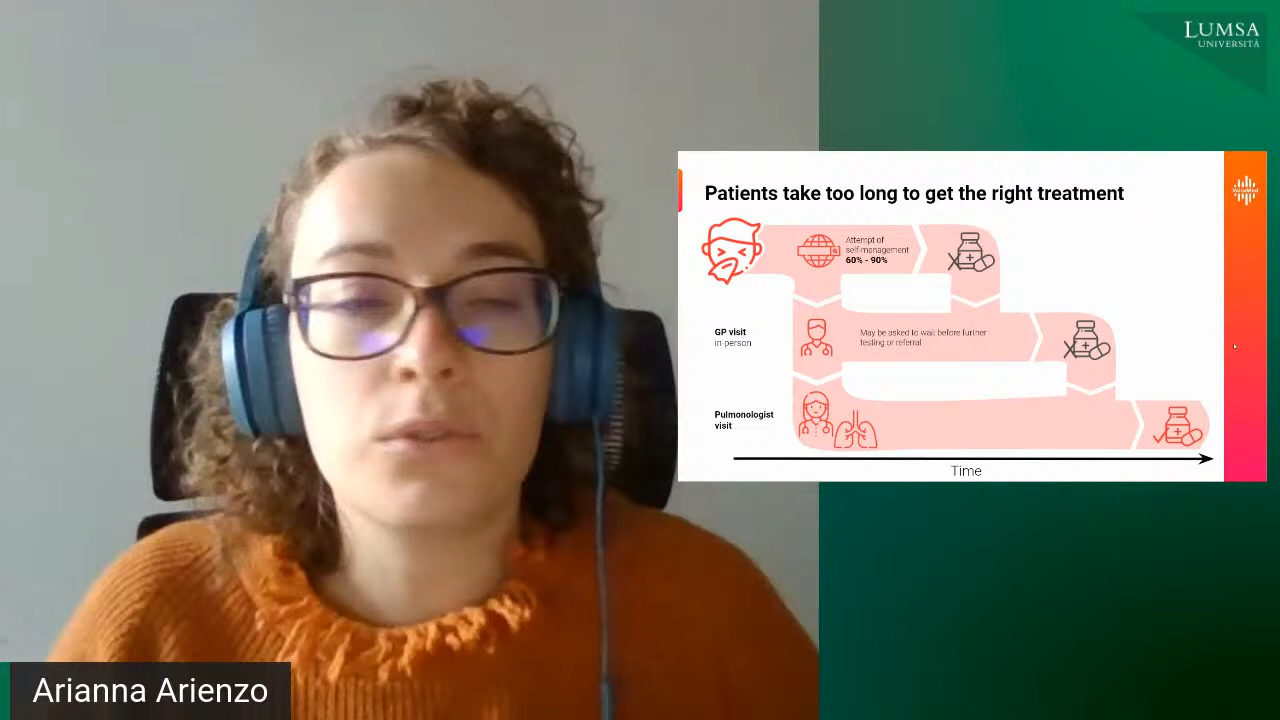 LUMSA
UNIVERSITÀ
Patients take too long to get the right treatment
VoiceMed
Attempt of
self-management
60% - 90%
GP visit
in-person
May be asked to wait before further
testing or referral
Pulmonologist
visit
Time
Arianna Arienzo